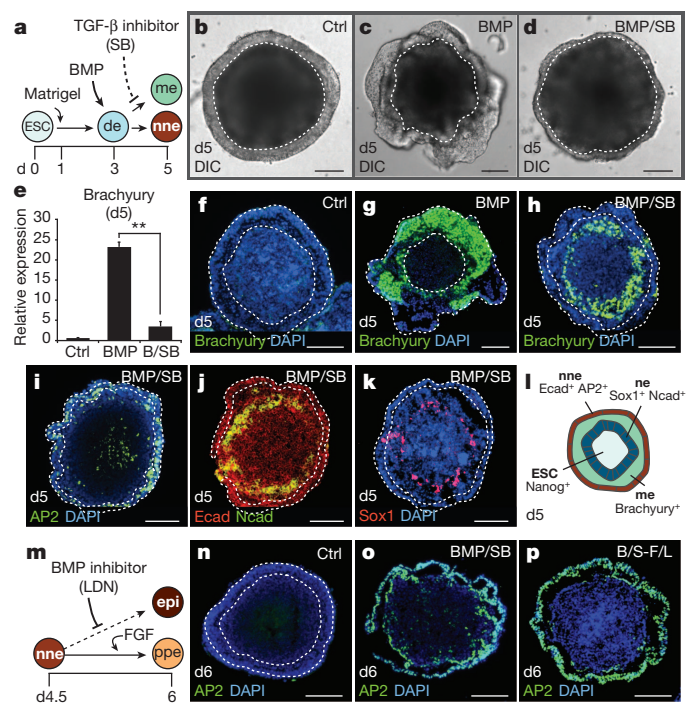 a
TGF-β inhibitor
(SB)
BMP
Matrigel
me
ESC
de
nne
d 0 1 3 5
b
Ctrl
d5
DIC
c
BMP
d5
DIC
d
BMP/SB
d5
DIC
e
Brachyury
(d5)
Relative expression
30
25
20
15
10
5
0
**
Ctrl BMP B/SB
f
Ctrl
d5
Brachyury DAPI
g
BMP
d5
Brachyury DAPI
h
BMP/SB
d5
Brachyury DAPI
i
BMP/SB
d5
AP2 DAPI
j
BMP/SB
d5
Ecad Ncad
k
BMP/SB
d5
Sox1 DAPI
l
nne
Ecad⁺ AP2⁺
ne
Sox1⁺ Ncad⁺
ESC
Nanog⁺
me
Brachyury⁺
d5
m
BMP inhibitor
(LDN)
epi
FGF
nne
ppe
d4.5 6
n
Ctrl
d6
AP2 DAPI
o
BMP/SB
d6
AP2 DAPI
p
B/S-F/L
d6
AP2 DAPI